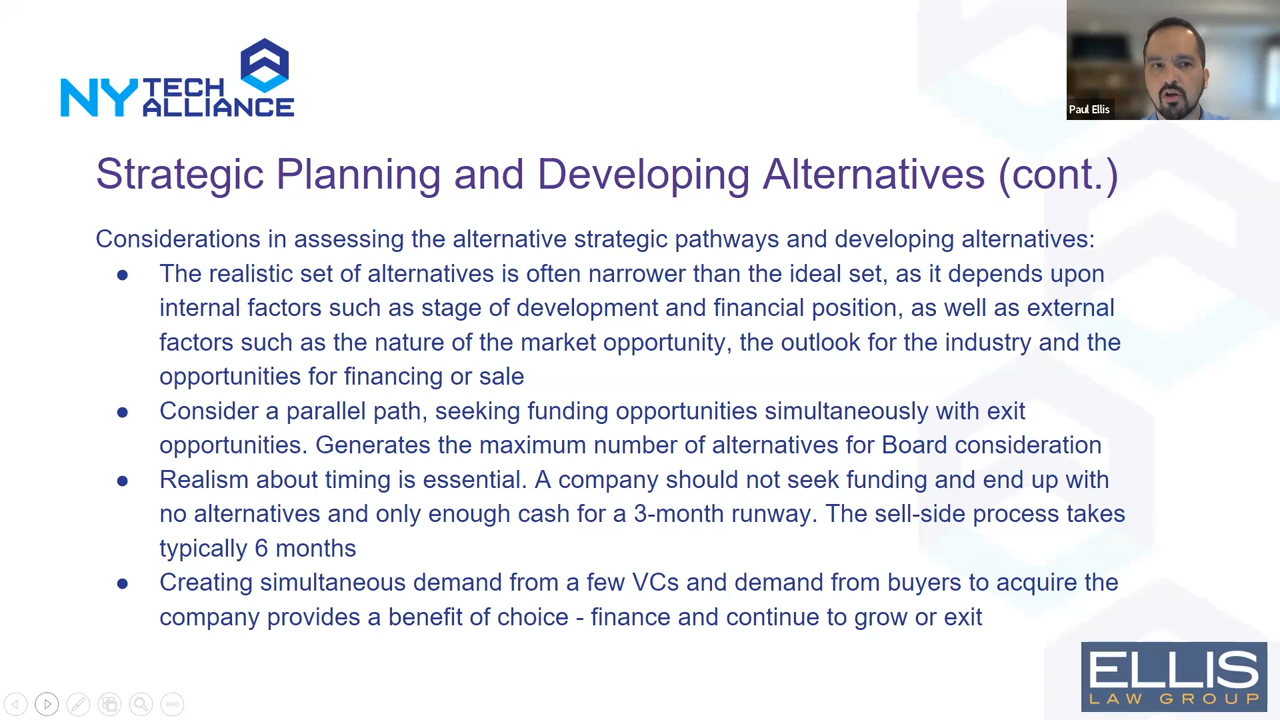 NY TECH ALLIANCE
Paul Ellis
Strategic Planning and Developing Alternatives (cont.)
Considerations in assessing the alternative strategic pathways and developing alternatives:
● The realistic set of alternatives is often narrower than the ideal set, as it depends upon
internal factors such as stage of development and financial position, as well as external
factors such as the nature of the market opportunity, the outlook for the industry and the
opportunities for financing or sale
● Consider a parallel path, seeking funding opportunities simultaneously with exit
opportunities. Generates the maximum number of alternatives for Board consideration
● Realism about timing is essential. A company should not seek funding and end up with
no alternatives and only enough cash for a 3-month runway. The sell-side process takes
typically 6 months
● Creating simultaneous demand from a few VCs and demand from buyers to acquire the
company provides a benefit of choice - finance and continue to grow or exit
ELLIS
LAW GROUP